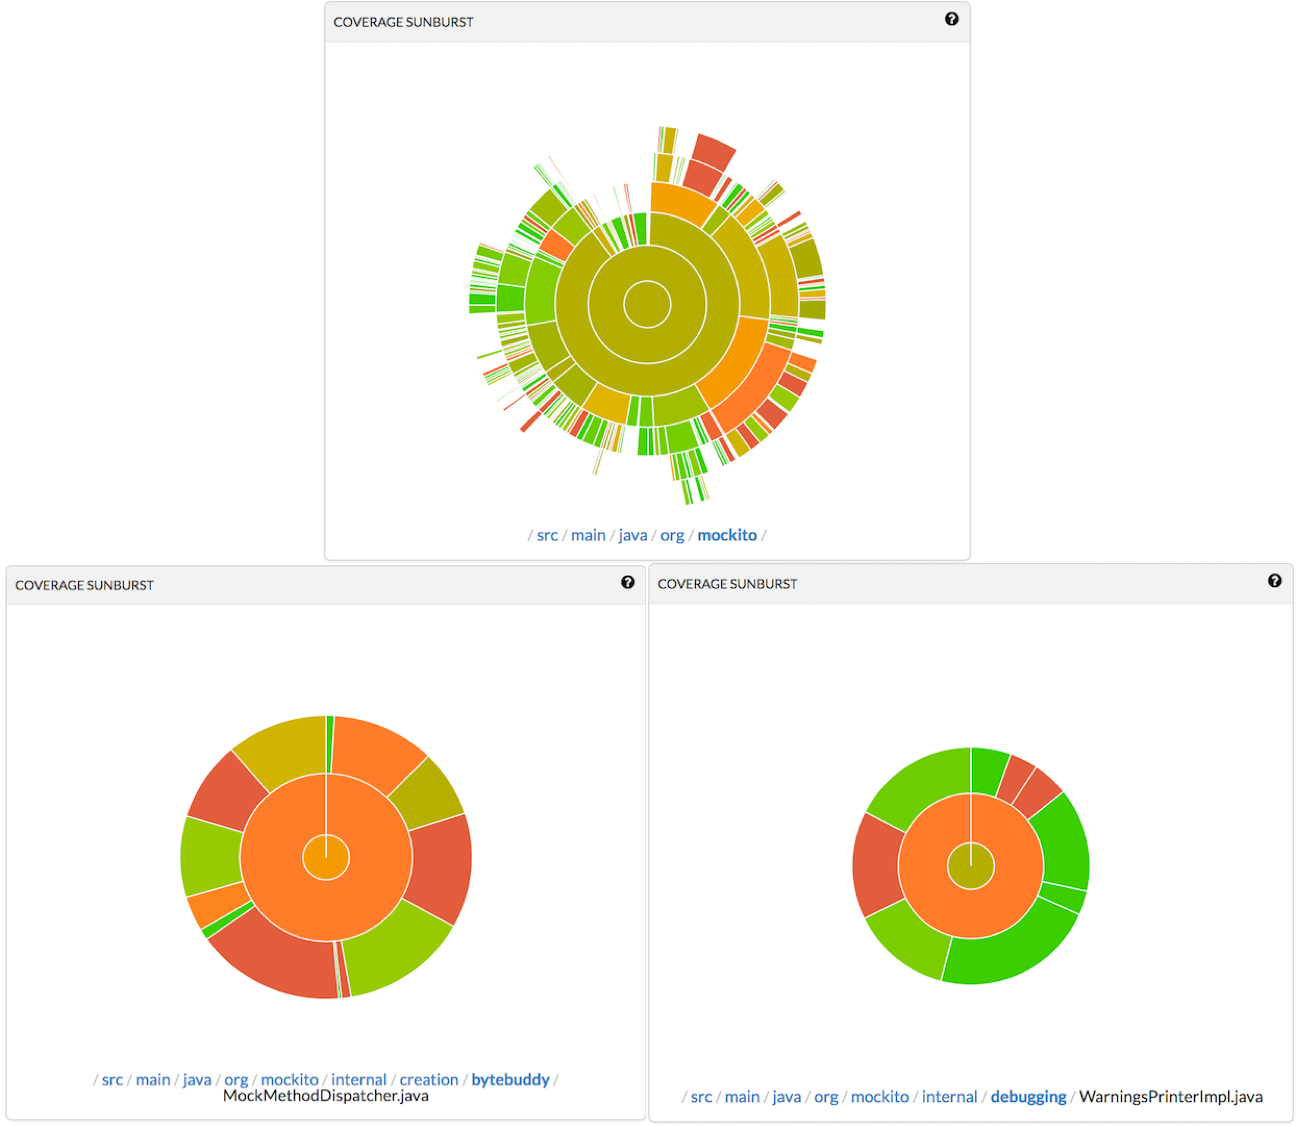 COVERAGE SUNBURST
/ src / main / java / org / mockito /
COVERAGE SUNBURST
/ src / main / java / org / mockito / internal / creation / bytebuddy /
MockMethodDispatcher.java
COVERAGE SUNBURST
/ src / main / java / org / mockito / internal / debugging / WarningsPrinterImpl.java